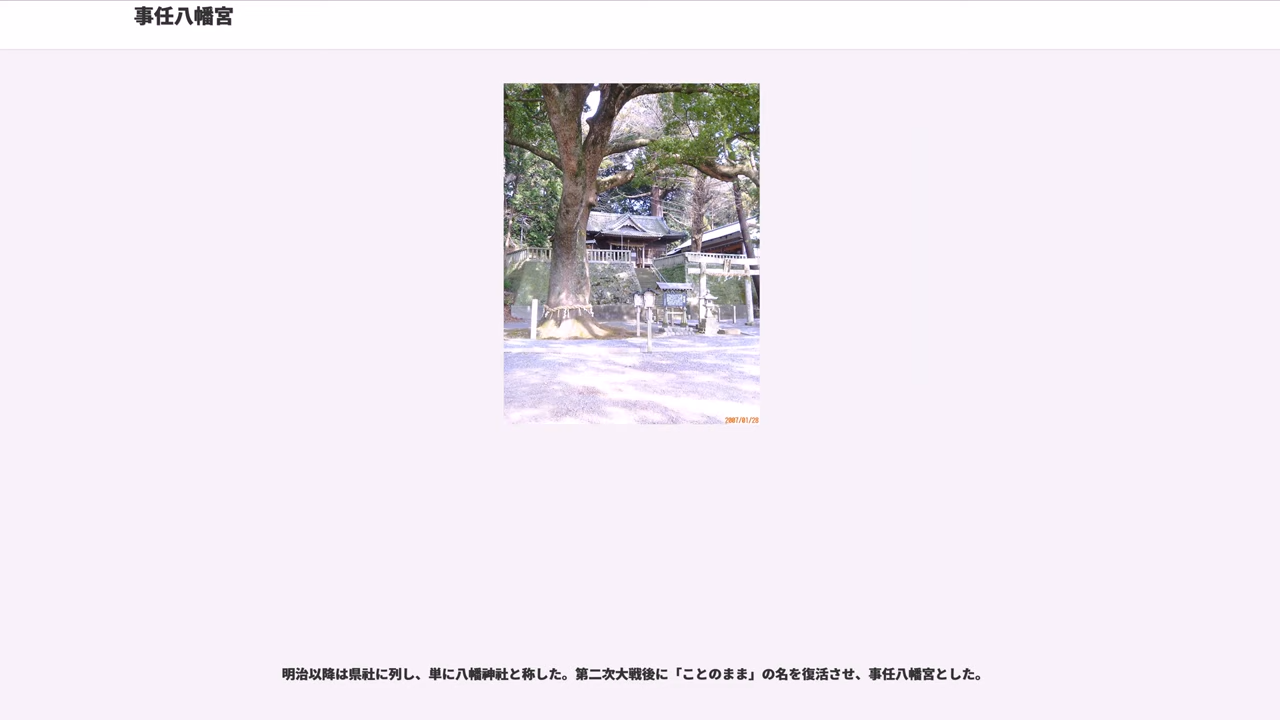 事任八幡宮
2007/01/28
明治以降は県社に列し、単に八幡神社と称した。第二次大戦後に「ことのまま」の名を復活させ、事任八幡宮とした。